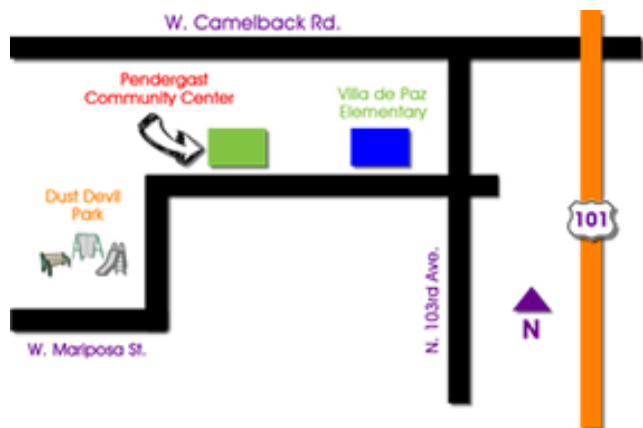 W. Camelback Rd.
Pendergast
Community Center
Villa de Paz
Elementary
Dust Devil
Park
101
N. 103rd Ave.
N
W. Mariposa St.